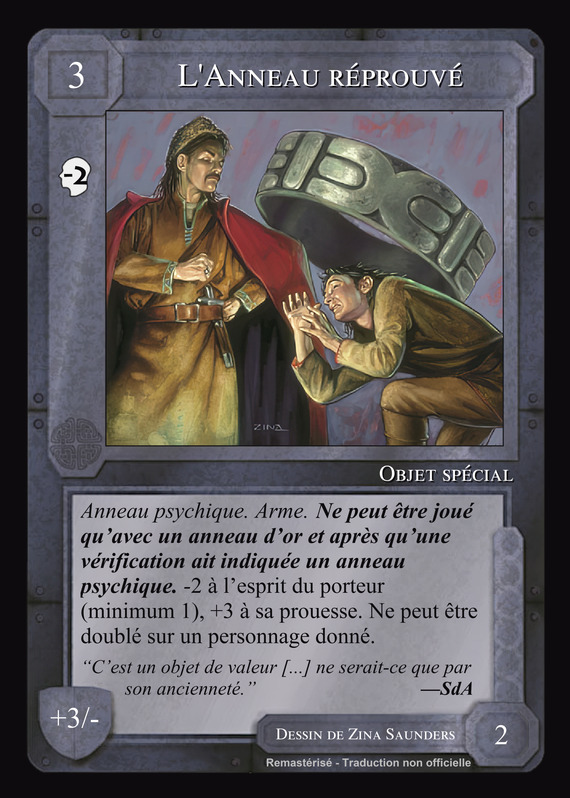 3
L'Anneau réprouvé
-2
ZINA
Objet spécial
Anneau psychique. Arme. Ne peut être joué
qu'avec un anneau d'or et après qu'une
vérification ait indiquée un anneau
psychique. -2 à l'esprit du porteur
(minimum 1), +3 à sa prouesse. Ne peut être
doublé sur un personnage donné.
“C'est un objet de valeur [...] ne serait-ce que par
son ancienneté.” —SdA
+3/-
Dessin de Zina Saunders
2
Remastérisé - Traduction non officielle